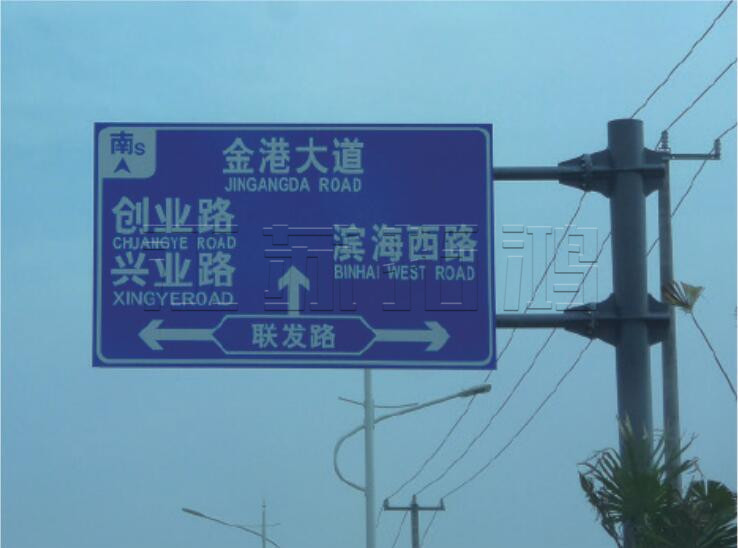 南S
金港大道
JINGANGDA ROAD
创业路
CHUANGYE ROAD
兴业路
XINGYEROAD
滨海西路
BINHAI WEST ROAD
联发路